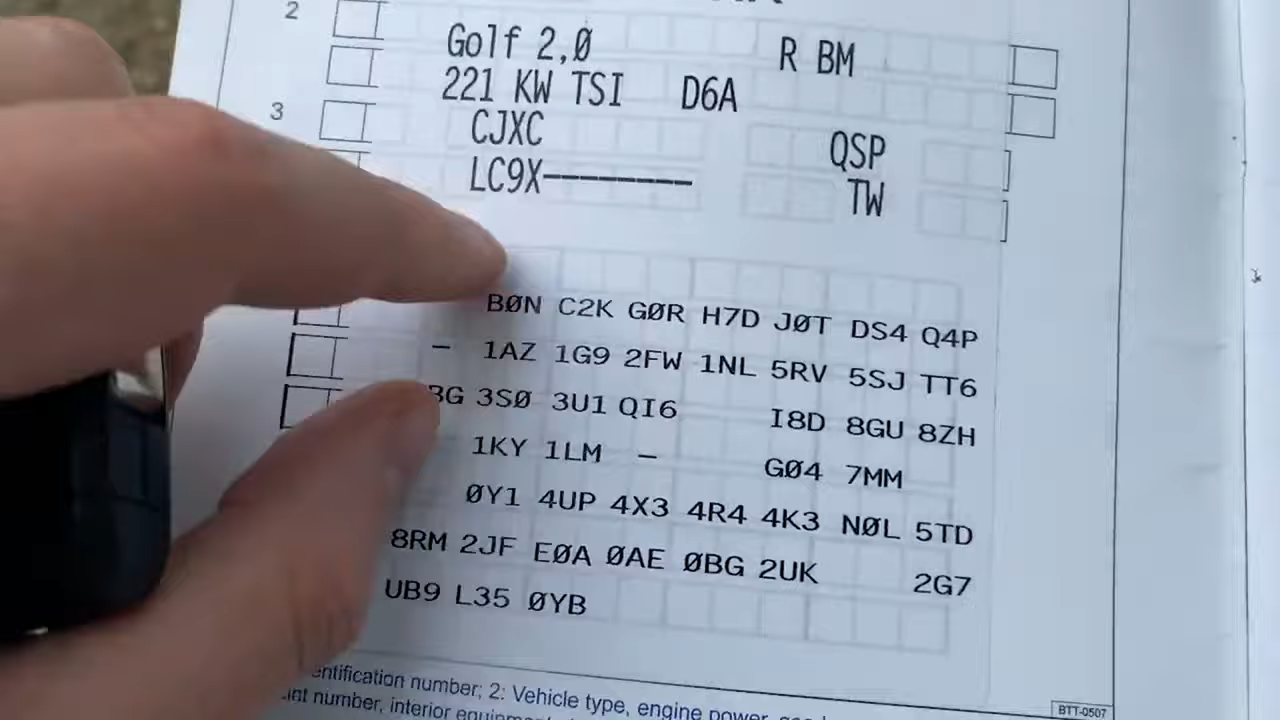 2
Golf 2,Ø R BM
221 KW TSI D6A
3
CJXC QSP
LC9X-------- TW
BØN C2K GØR H7D JØT DS4 Q4P
- 1AZ 1G9 2FW 1NL 5RV 5SJ TT6
3SØ 3U1 QI6 I8D 8GU 8ZH
1KY 1LM - GØ4 7MM
ØY1 4UP 4X3 4R4 4K3 NØL 5TD
8RM 2JF EØA ØAE ØBG 2UK 2G7
UB9 L35 ØYB
number; 2: Vehicle type, engine power,
number, interior
BTT-0507